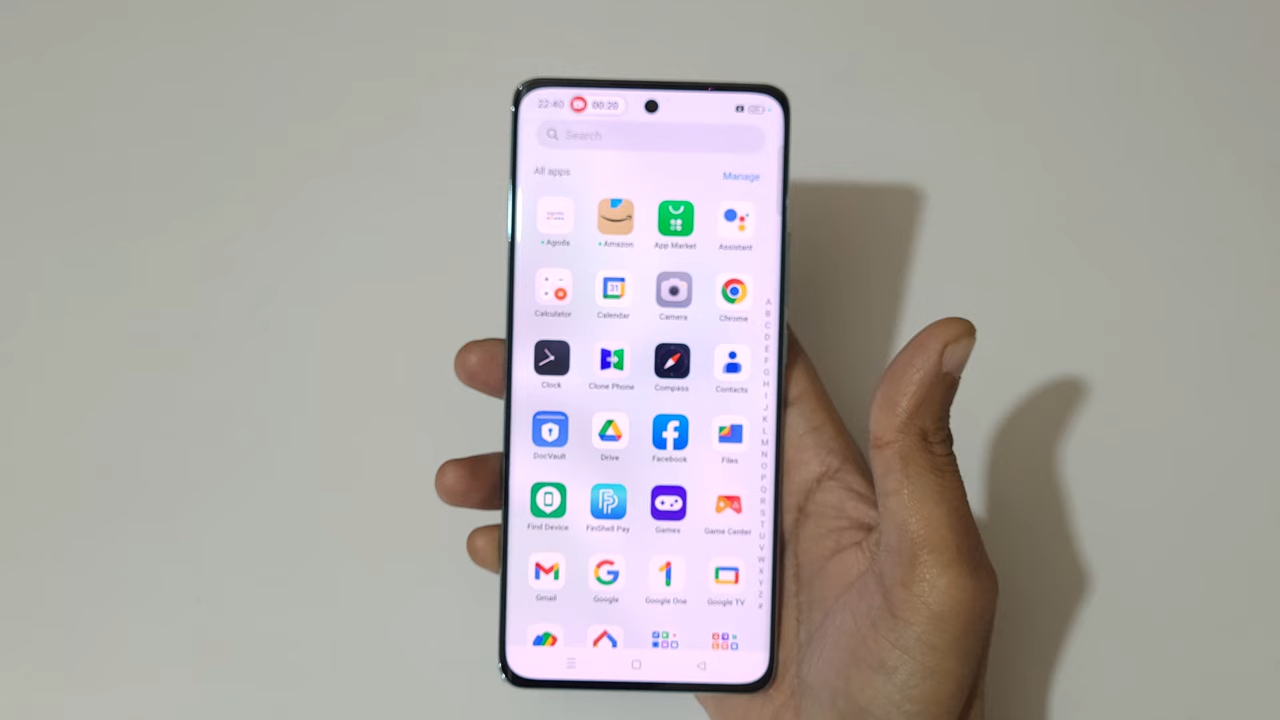 22:40 00:20
Search
All apps Manage
Agoda Amazon App Market Assistant
31
Calculator Calendar Camera Chrome
Clock Clone Phone Compass Contacts
DocVault Drive Facebook Files
Find Device FinShell Pay Games Game Center
1
Gmail Google Google One Google TV
A
B
C
D
E
F
G
H
I
J
K
L
M
N
O
P
Q
R
S
T
U
V
W
X
Y
Z
#